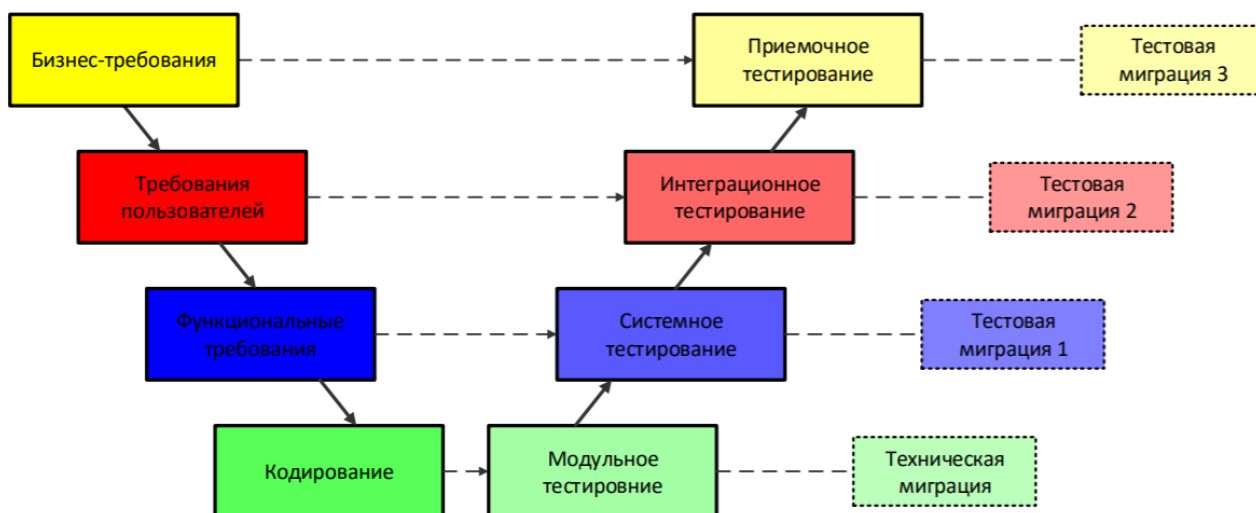 Бизнес-требования
Приемочное
тестирование
Тестовая
миграция 3
Требования
пользователей
Интеграционное
тестирование
Тестовая
миграция 2
Функциональные
требования
Системное
тестирование
Тестовая
миграция 1
Кодирование
Модульное
тестировние
Техническая
миграция